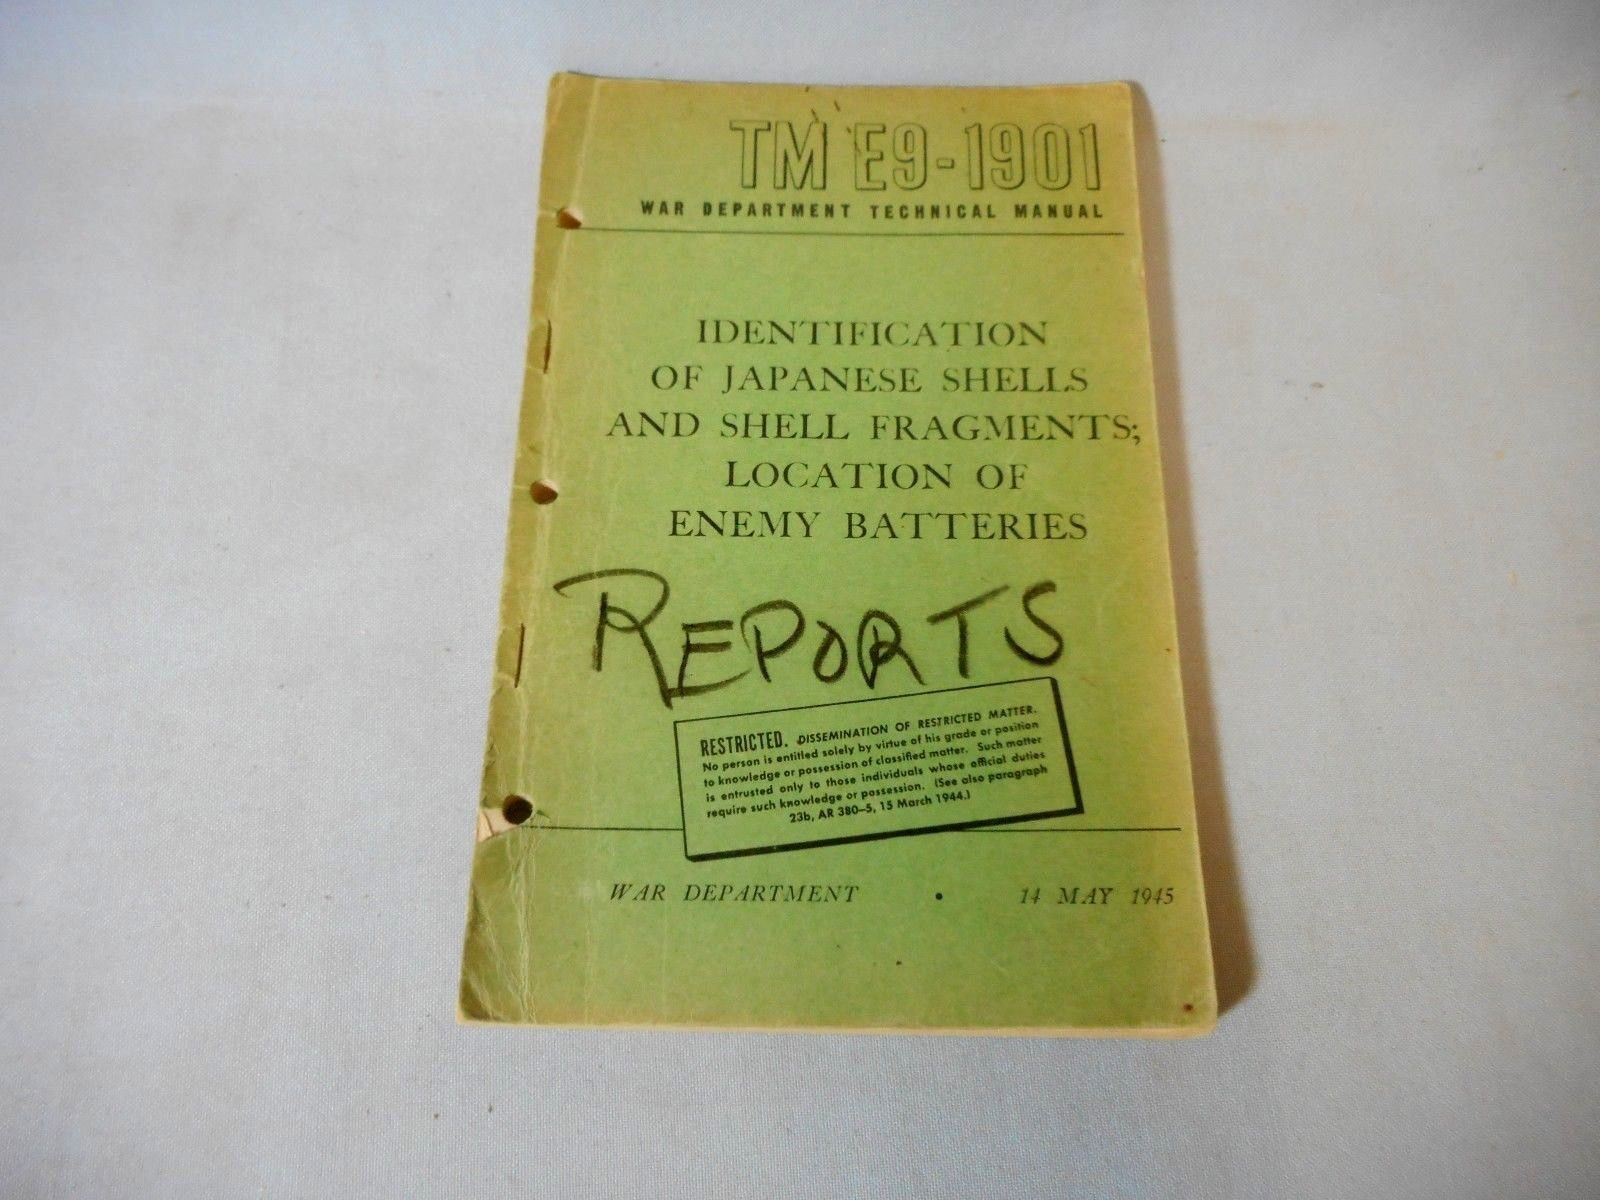 TM E9-1901
WAR DEPARTMENT TECHNICAL MANUAL
IDENTIFICATION
OF JAPANESE SHELLS
AND SHELL FRAGMENTS;
LOCATION OF
ENEMY BATTERIES
REPORTS
RESTRICTED. DISSEMINATION OF RESTRICTED MATTER.
No person is entitled solely by virtue of his grade or position
to knowledge or possession of classified matter. Such matter
is entrusted only to those individuals whose official duties
require such knowledge or possession. (See also paragraph
23b, AR 380-5, 15 March 1944.)
WAR DEPARTMENT • 14 MAY 1945